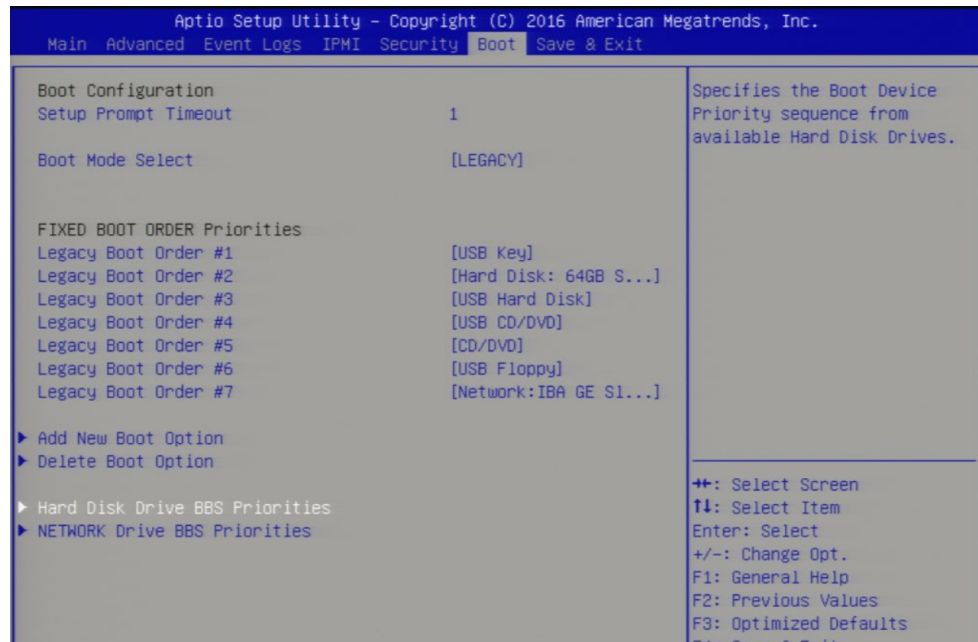 Aptio Setup Utility – Copyright (C) 2016 American Megatrends, Inc.
Main Advanced Event Logs IPMI Security Boot Save & Exit
Boot Configuration
Setup Prompt Timeout 1
Boot Mode Select [LEGACY]
FIXED BOOT ORDER Priorities
Legacy Boot Order #1 [USB Key]
Legacy Boot Order #2 [Hard Disk: 64GB S...]
Legacy Boot Order #3 [USB Hard Disk]
Legacy Boot Order #4 [USB CD/DVD]
Legacy Boot Order #5 [CD/DVD]
Legacy Boot Order #6 [USB Floppy]
Legacy Boot Order #7 [Network:IBA GE Sl...]
▶ Add New Boot Option
▶ Delete Boot Option
▶ Hard Disk Drive BBS Priorities
▶ NETWORK Drive BBS Priorities
Specifies the Boot Device
Priority sequence from
available Hard Disk Drives.
→←: Select Screen
↑↓: Select Item
Enter: Select
+/-: Change Opt.
F1: General Help
F2: Previous Values
F3: Optimized Defaults